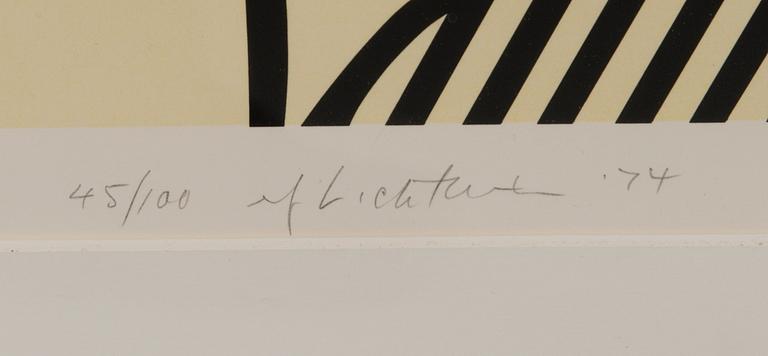 45/100 rf Lichtenstein '74